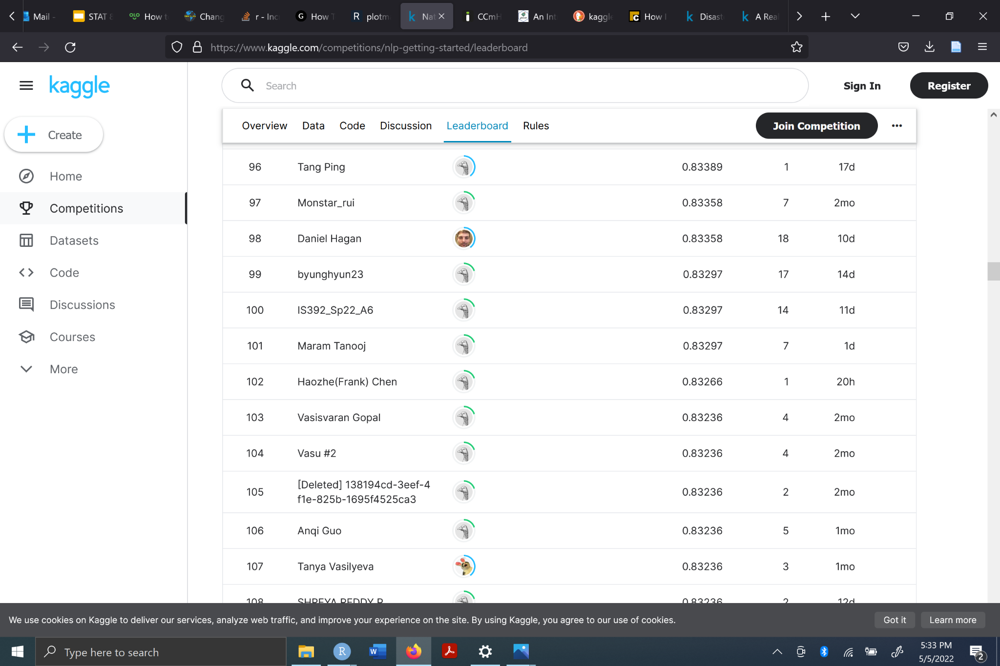 Mail -
STAT 8
How t
Chang
r - Inc
How T
plotm
Nat
CCmH
An Int
kaggle
How I
Disast
A Real
https://www.kaggle.com/competitions/nlp-getting-started/leaderboard
kaggle
Search
Sign In
Register
Create
Home
Competitions
Datasets
Code
Discussions
Courses
More
Overview Data Code Discussion Leaderboard Rules
Join Competition
96 Tang Ping 0.83389 1 17d
97 Monstar_rui 0.83358 7 2mo
98 Daniel Hagan 0.83358 18 10d
99 byunghyun23 0.83297 17 14d
100 IS392_Sp22_A6 0.83297 14 11d
101 Maram Tanooj 0.83297 7 1d
102 Haozhe(Frank) Chen 0.83266 1 20h
103 Vasisvaran Gopal 0.83236 4 2mo
104 Vasu #2 0.83236 4 2mo
105 [Deleted] 138194cd-3eef-4
f1e-825b-1695f4525ca3 0.83236 2 2mo
106 Anqi Guo 0.83236 5 1mo
107 Tanya Vasilyeva 0.83236 3 1mo
108 SHREYA REDDY P 0.83236 2 12d
We use cookies on Kaggle to deliver our services, analyze web traffic, and improve your experience on the site. By using Kaggle, you agree to our use of cookies.
Got it
Learn more
Type here to search
5:33 PM
5/5/2022
2